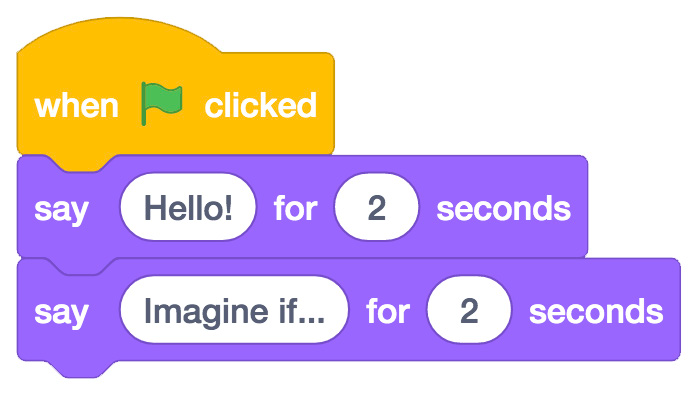 when clicked
say Hello! for 2 seconds
say Imagine if... for 2 seconds